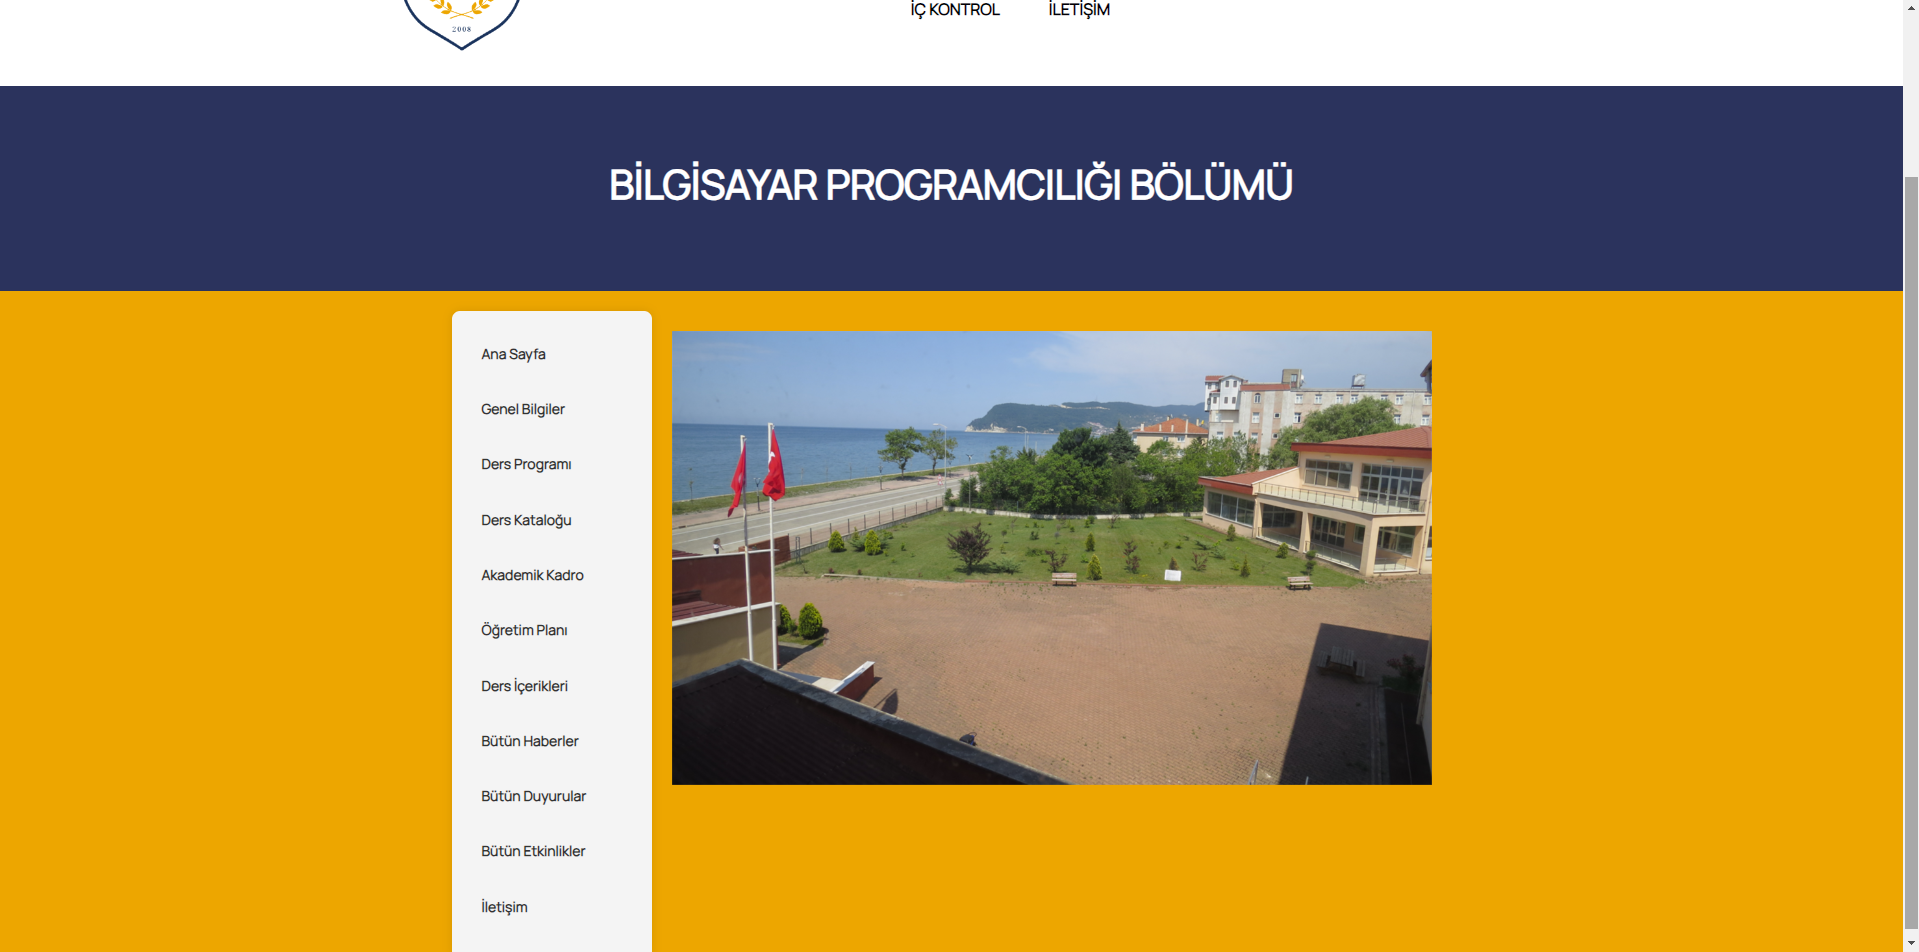 2008
İÇ KONTROL İLETİŞİM
BİLGİSAYAR PROGRAMCILIĞI BÖLÜMÜ
Ana Sayfa
Genel Bilgiler
Ders Programı
Ders Kataloğu
Akademik Kadro
Öğretim Planı
Ders İçerikleri
Bütün Haberler
Bütün Duyurular
Bütün Etkinlikler
İletişim